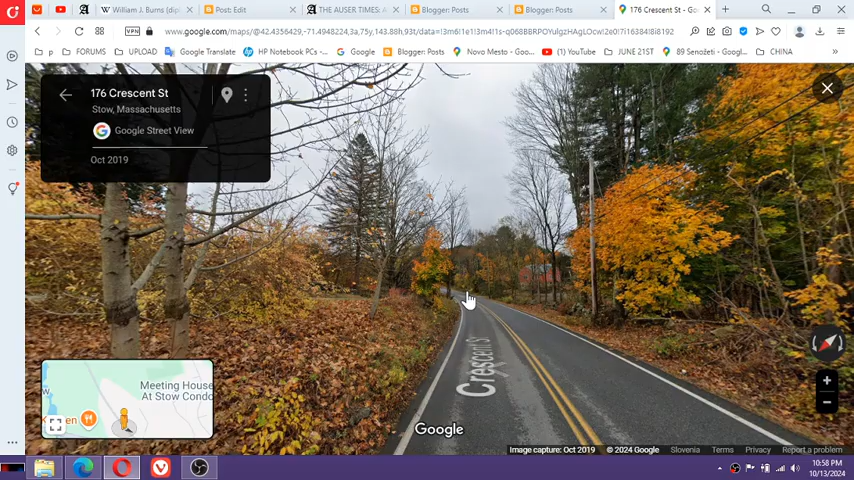 William J. Burns (dipl
Post: Edit
THE AUSER TIMES: A
Blogger: Posts
Blogger: Posts
176 Crescent St - Go
VPN
www.google.com/maps/@42.4356429,-71.4948224,3a,75y,143.88h,93t/data=!3m6!1e1!3m4!1s-q068BBRPOYulgzHAgLOcw!2e0!7i16384!8i8192
FORUMS
UPLOAD
Google Translate
HP Notebook PCs -...
Google
Blogger: Posts
Novo Mesto - Googl...
(1) YouTube
JUNE 21ST
89 Senožeti - Googl...
CHINA
176 Crescent St
Stow, Massachusetts
Google Street View
Oct 2019
Crescent St
Meeting House
At Stow Condo
Google
Image capture: Oct 2019
© 2024 Google
Slovenia
Terms
Privacy
Report a problem
10:58 PM
10/13/2024